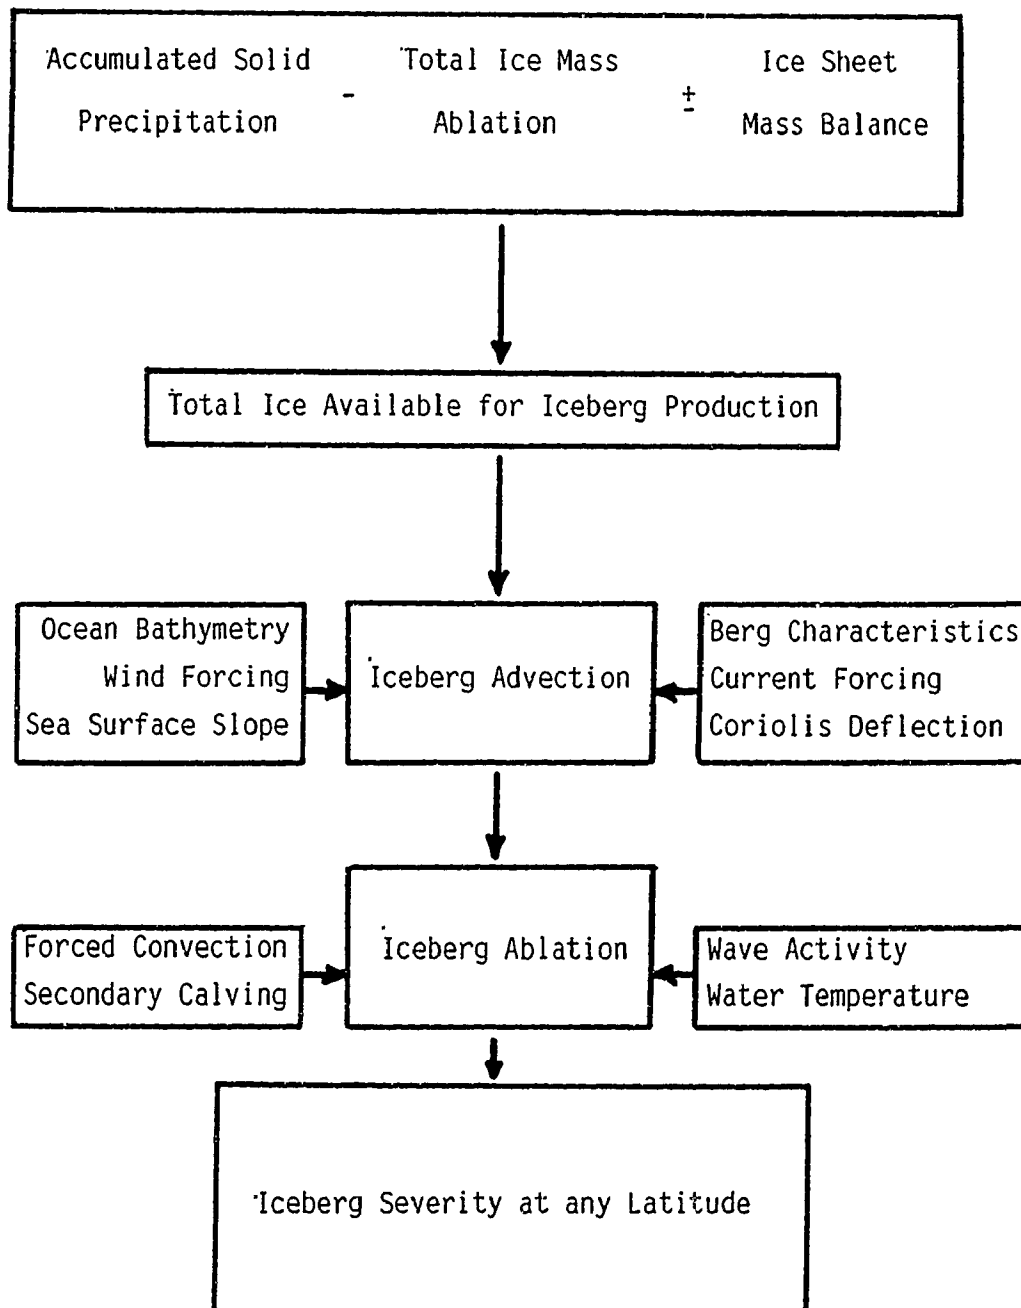 Accumulated Solid - Total Ice Mass ± Ice Sheet
Precipitation Ablation Mass Balance
Total Ice Available for Iceberg Production
Ocean Bathymetry
Wind Forcing
Sea Surface Slope
Iceberg Advection
Berg Characteristics
Current Forcing
Coriolis Deflection
Forced Convection
Secondary Calving
Iceberg Ablation
Wave Activity
Water Temperature
Iceberg Severity at any Latitude